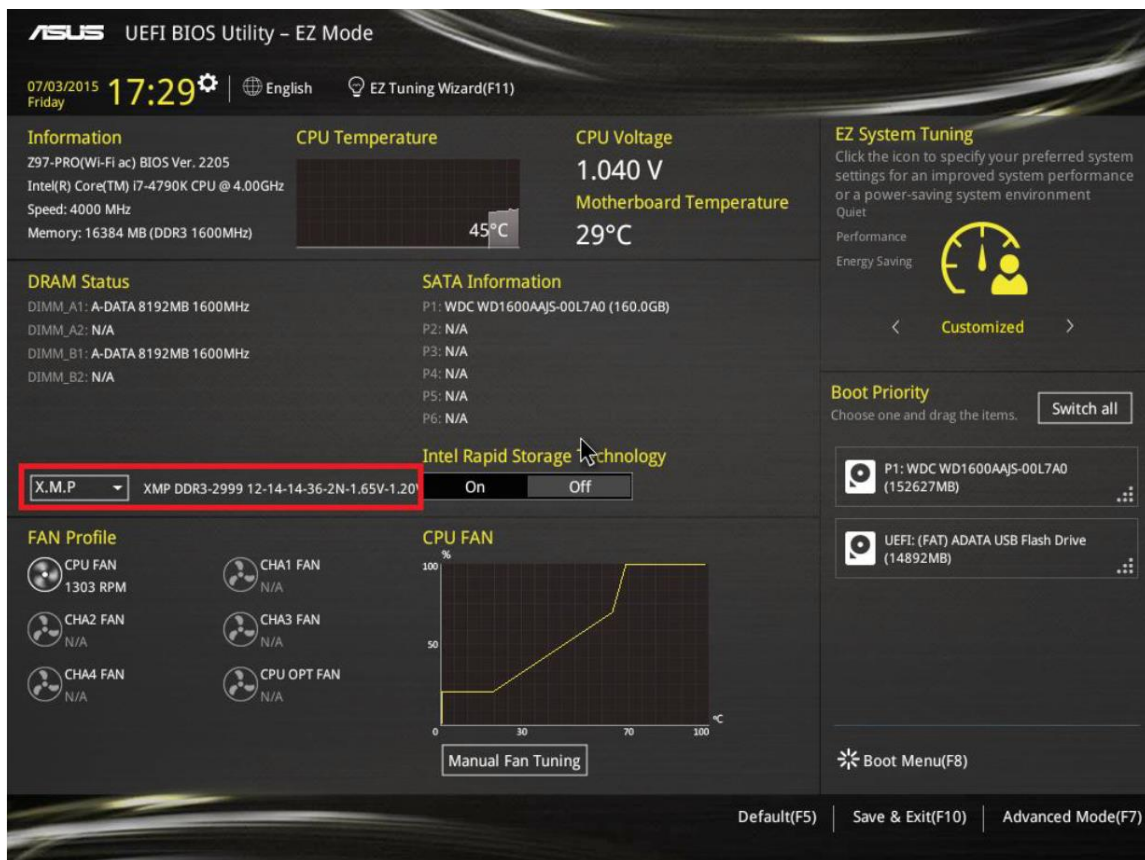 ASUS UEFI BIOS Utility – EZ Mode
07/03/2015
Friday
17:29
English
EZ Tuning Wizard(F11)
Information
Z97-PRO(Wi-Fi ac) BIOS Ver. 2205
Intel(R) Core(TM) i7-4790K CPU @ 4.00GHz
Speed: 4000 MHz
Memory: 16384 MB (DDR3 1600MHz)
CPU Temperature
45°C
CPU Voltage
1.040 V
Motherboard Temperature
29°C
EZ System Tuning
Click the icon to specify your preferred system
settings for an improved system performance
or a power-saving system environment
Quiet
Performance
Energy Saving
Customized
DRAM Status
DIMM_A1: A-DATA 8192MB 1600MHz
DIMM_A2: N/A
DIMM_B1: A-DATA 8192MB 1600MHz
DIMM_B2: N/A
SATA Information
P1: WDC WD1600AAJS-00L7A0 (160.0GB)
P2: N/A
P3: N/A
P4: N/A
P5: N/A
P6: N/A
X.M.P
XMP DDR3-2999 12-14-14-36-2N-1.65V-1.20V
Intel Rapid Storage Technology
On
Off
Boot Priority
Choose one and drag the items.
Switch all
P1: WDC WD1600AAJS-00L7A0
(152627MB)
UEFI: (FAT) ADATA USB Flash Drive
(14892MB)
FAN Profile
CPU FAN
1303 RPM
CHA1 FAN
N/A
CHA2 FAN
N/A
CHA3 FAN
N/A
CHA4 FAN
N/A
CPU OPT FAN
N/A
CPU FAN
%
100
50
0
30
70
100
°C
Manual Fan Tuning
Boot Menu(F8)
Default(F5)
Save & Exit(F10)
Advanced Mode(F7)